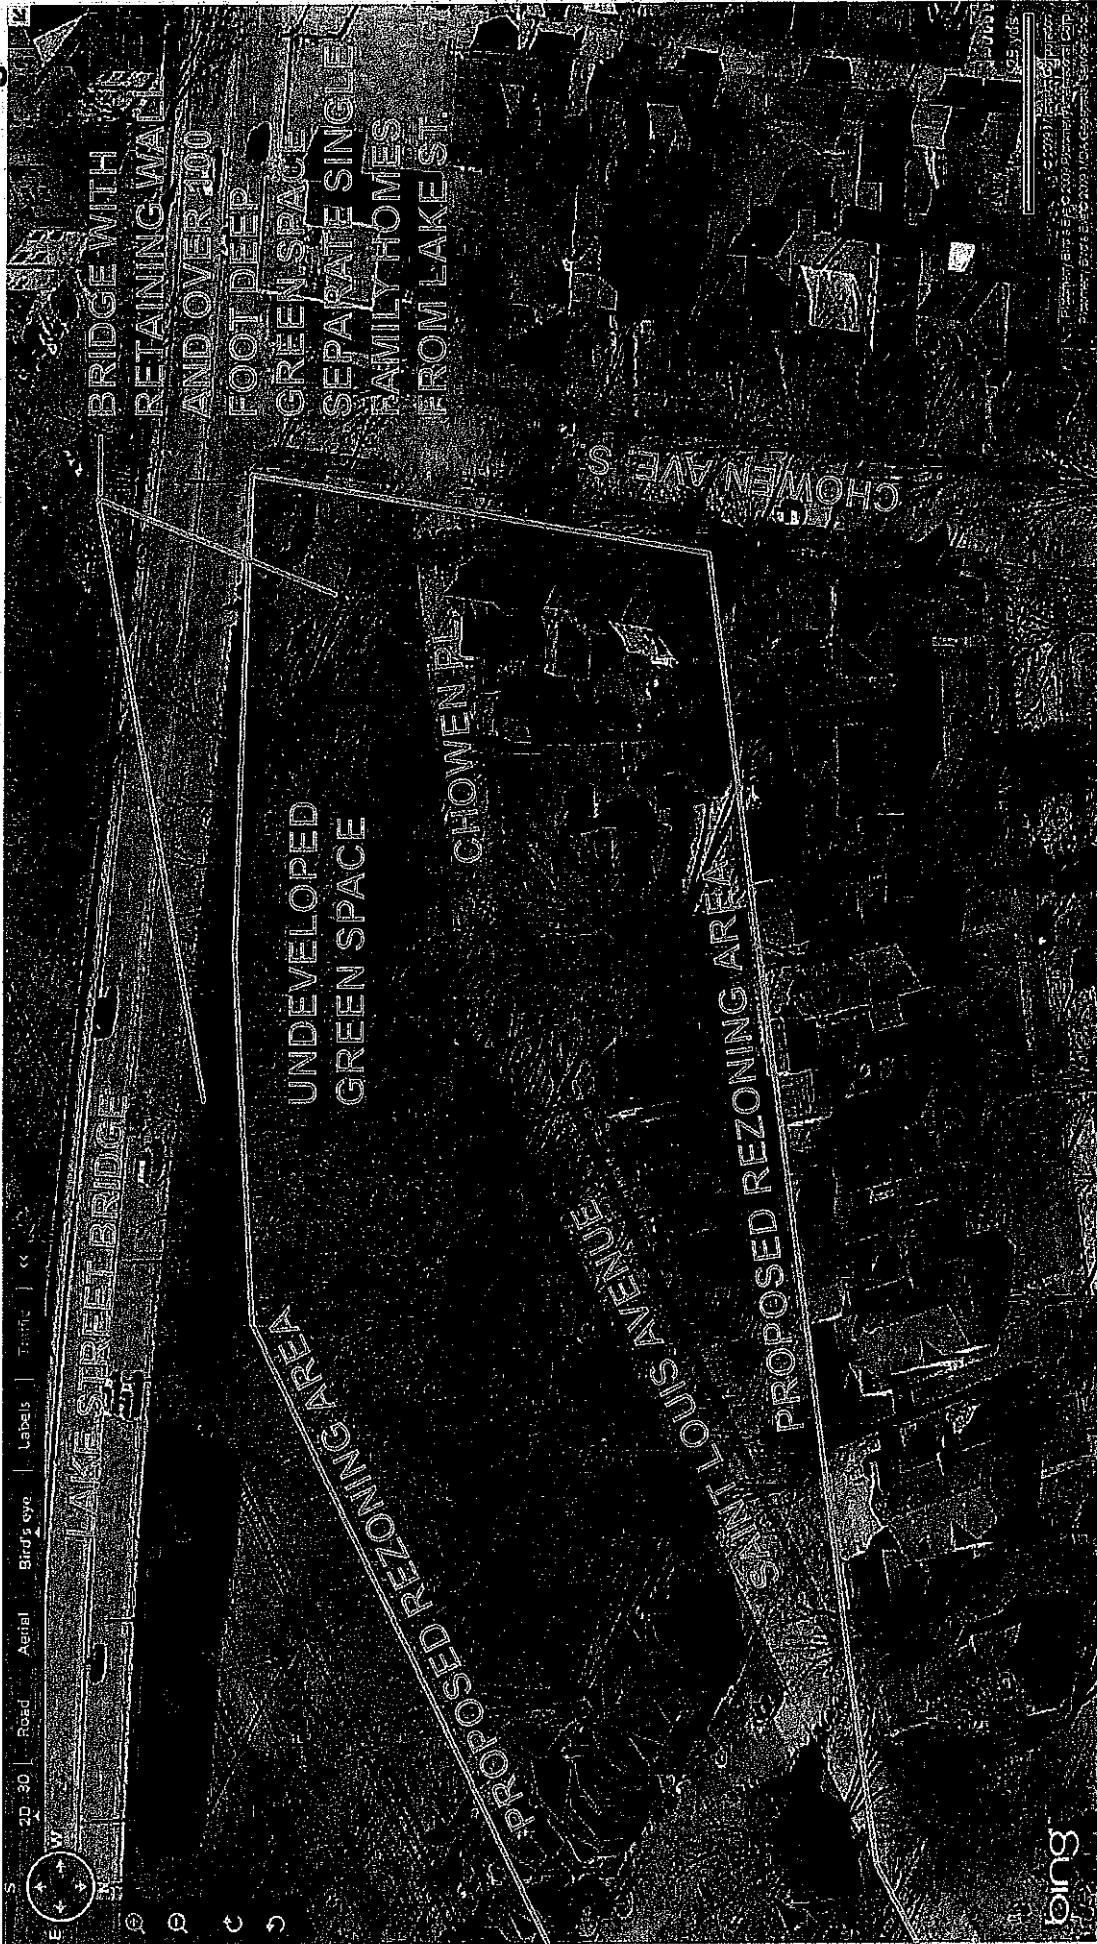 2D 3D | Road Aerial Bird's eye | Labels | Traffic | <<
S
E W
N
LAKE STREET BRIDGE
BRIDGE WITH
RETAINING WALL
AND OVER 100
FOOT DEEP
GREEN SPACE
SEPARATE SINGLE
FAMILY HOMES
FROM LAKE ST.
UNDEVELOPED
GREEN SPACE
CHOWEN PL.
CHOWEN AVE S
PROPOSED REZONING AREA
SAINT LOUIS AVENUE
PROPOSED REZONING AREA
bing
25 yds